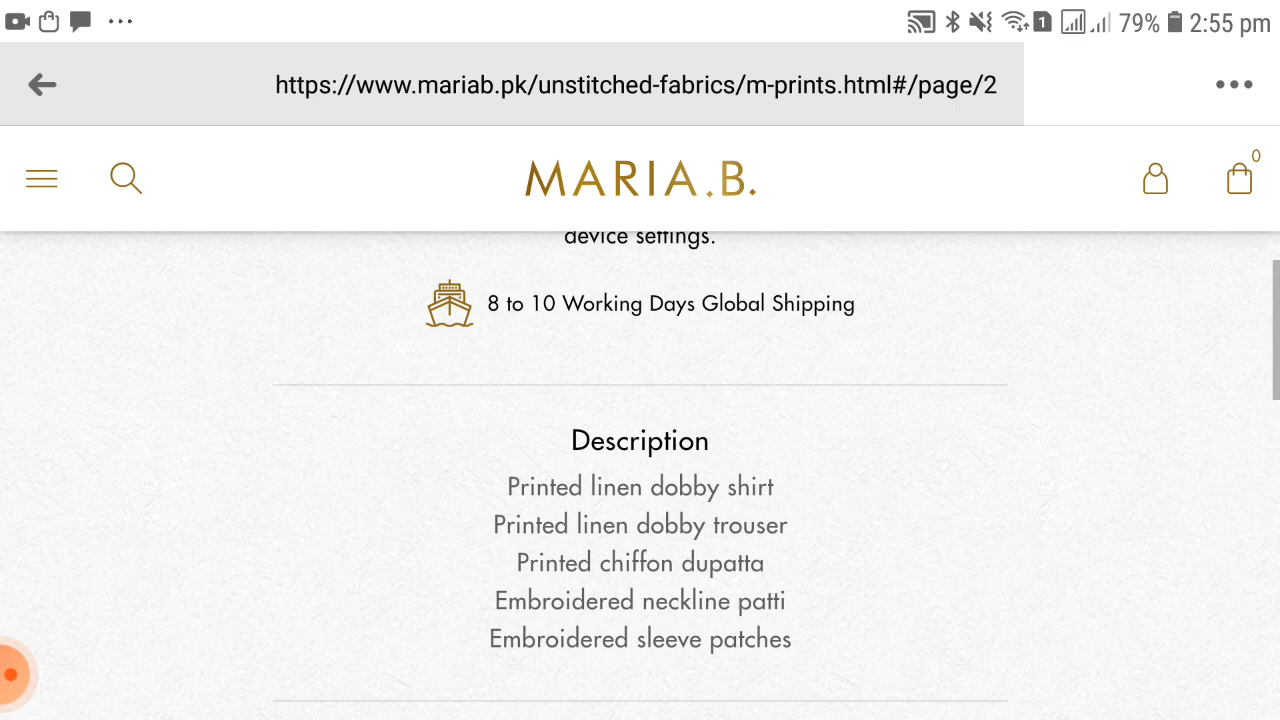 1 79% 2:55 pm
https://www.mariab.pk/unstitched-fabrics/m-prints.html#/page/2
MARIA.B.
0
device settings.
8 to 10 Working Days Global Shipping
Description
Printed linen dobby shirt
Printed linen dobby trouser
Printed chiffon dupatta
Embroidered neckline patti
Embroidered sleeve patches